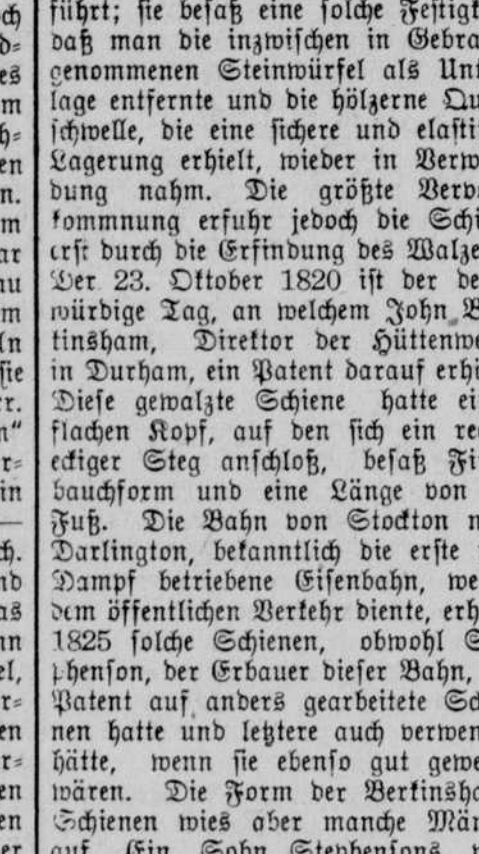 führt; sie besaß eine solche Festigk
daß man die inzwischen in Gebra
genommenen Steinwürfel als Unt
lage entfernte und die hölzerne Qu
schwelle, die eine sichere und elasti
Lagerung erhielt, wieder in Verw
dung nahm. Die größte Verv
kommnung erfuhr jedoch die Schi
erst durch die Erfindung des Walze
Der 23. Oktober 1820 ist der de
würdige Tag, an welchem John B
tinsham, Direktor der Hüttenwe
in Durham, ein Patent darauf erhi
Diese gewalzte Schiene hatte ei
flachen Kopf, auf den sich ein re
eckiger Steg anschloß, besaß Fi
bauchform und eine Länge von
Fuß. Die Bahn von Stockton n
Darlington, bekanntlich die erste
Dampf betriebene Eisenbahn, we
dem öffentlichen Verkehr diente, erh
1825 solche Schienen, obwohl S
phenson, der Erbauer dieser Bahn,
Patent auf anders gearbeitete Sc
nen hatte und letztere auch verwen
hätte, wenn sie ebenso gut gewe
wären. Die Form der Berkinsha
Schienen wies aber manche Män
auf. Ein Sohn Stephensons